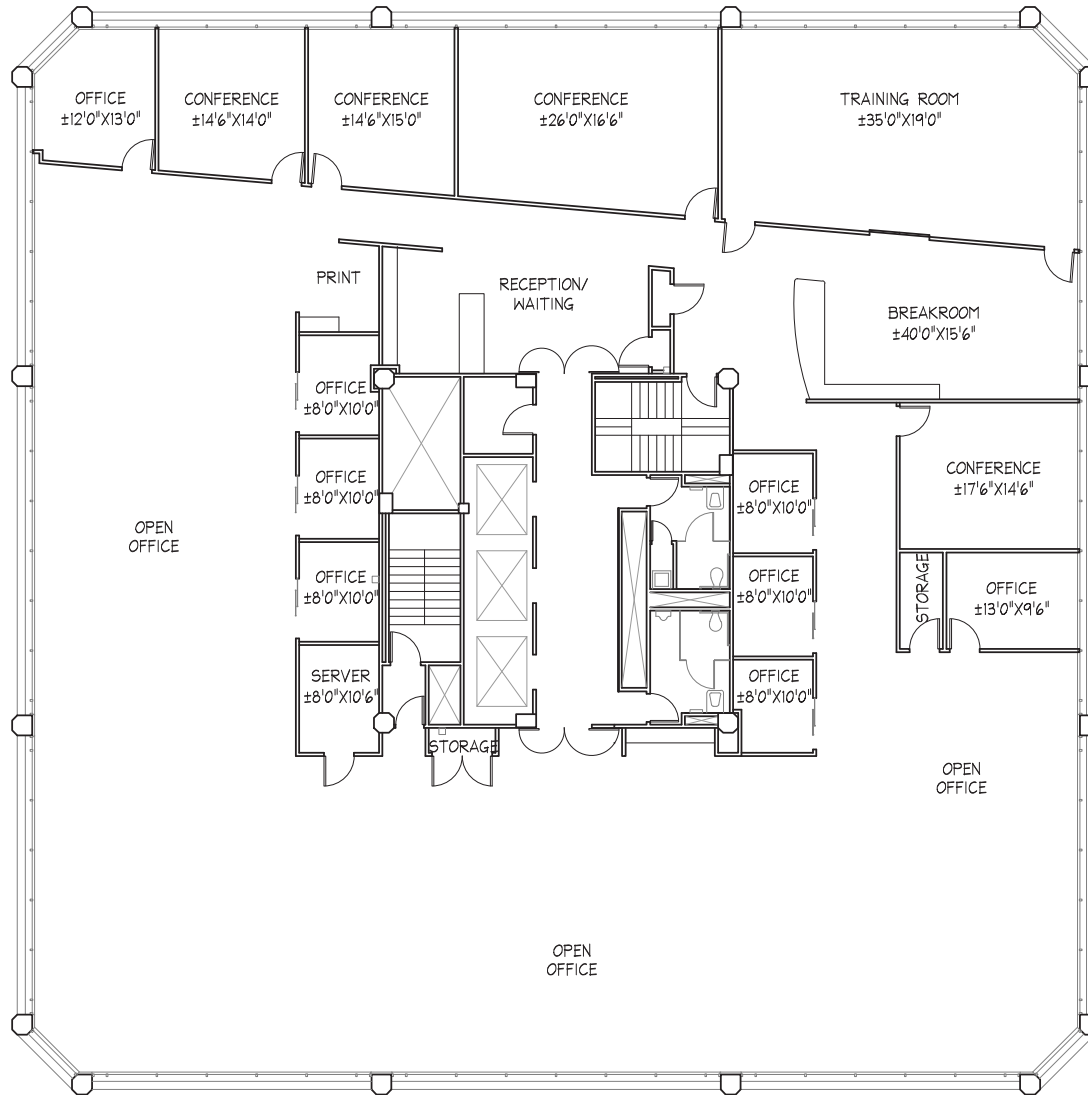 OFFICE
±12'0"X13'0"
CONFERENCE
±14'6"X14'0"
CONFERENCE
±14'6"X15'0"
CONFERENCE
±26'0"X16'6"
TRAINING ROOM
±35'0"X19'0"
PRINT
RECEPTION/
WAITING
BREAKROOM
±40'0"X15'6"
OFFICE
±8'0"X10'0"
OFFICE
±8'0"X10'0"
OFFICE
±8'0"X10'0"
SERVER
±8'0"X10'6"
STORAGE
OFFICE
±8'0"X10'0"
OFFICE
±8'0"X10'0"
OFFICE
±8'0"X10'0"
CONFERENCE
±17'6"X14'6"
STORAGE
OFFICE
±13'0"X9'6"
OPEN
OFFICE
OPEN
OFFICE
OPEN
OFFICE